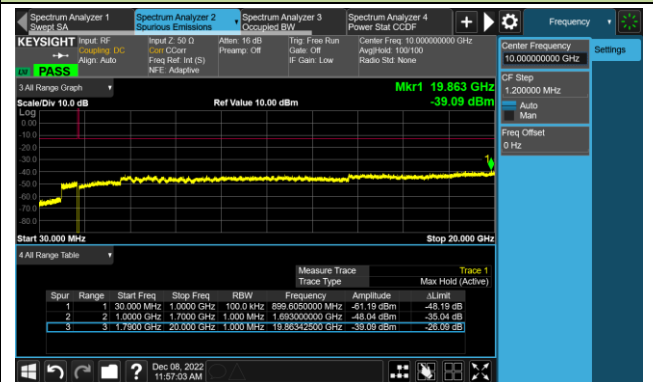 Spectrum Analyzer 1
Swept SA
Spectrum Analyzer 2
Spurious Emissions
Spectrum Analyzer 3
Occupied BW
Spectrum Analyzer 4
Power Stat CCDF
Frequency
KEYSIGHT
Input: RF
Coupling: DC
Align: Auto
Input Z: 50 Ω
Corr CCorr
Freq Ref: Int (S)
NFE: Adaptive
Atten: 16 dB
Preamp: Off
Trig: Free Run
Gate: Off
IF Gain: Low
Center Freq: 10.000000000 GHz
Avg|Hold: 100/100
Radio Std: None
PASS
Center Frequency
10.000000000 GHz
Settings
CF Step
1.200000 MHz
Auto
Man
Freq Offset
0 Hz
3 All Range Graph
Mkr1 19.863 GHz
-39.09 dBm
Scale/Div 10.0 dB
Ref Value 10.00 dBm
Log
0.00
-10.0
-20.0
-30.0
-40.0
-50.0
-60.0
-70.0
-80.0
1
Start 30.000 MHz
Stop 20.000 GHz
4 All Range Table
Measure Trace Trace 1
Trace Type Max Hold (Active)
Spur Range Start Freq Stop Freq RBW Frequency Amplitude ΔLimit
1 1 30.000 MHz 1.0000 GHz 100.0 kHz 899.6050000 MHz -61.19 dBm -48.19 dB
2 2 1.0000 GHz 1.7000 GHz 1.000 MHz 1.693000000 GHz -48.04 dBm -35.04 dB
3 3 1.7900 GHz 20.000 GHz 1.000 MHz 19.86342500 GHz -39.09 dBm -26.09 dB
Dec 08, 2022
11:57:03 AM